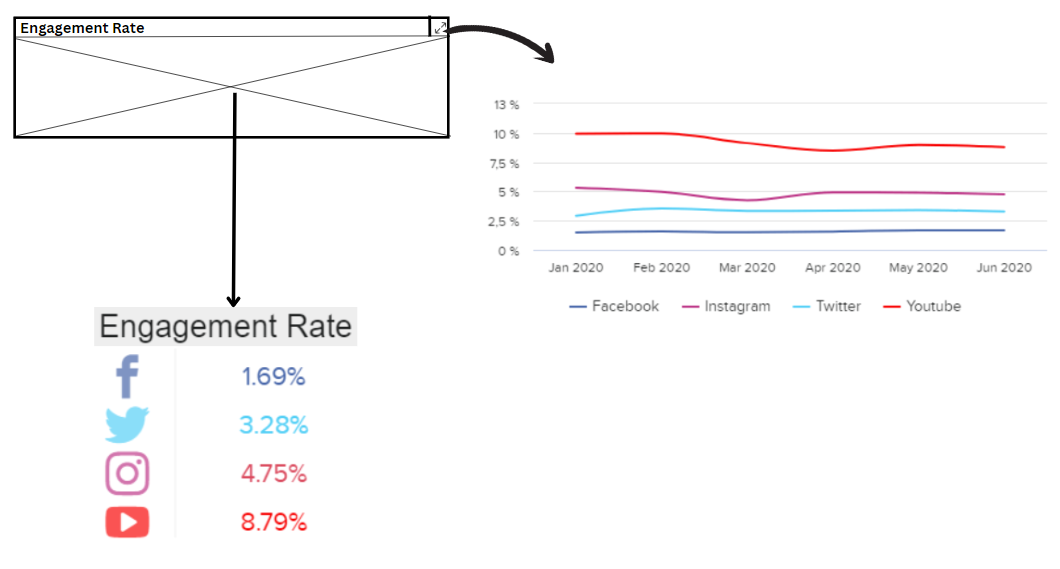 Engagement Rate
13 %
10 %
7,5 %
5 %
2,5 %
0 %
Jan 2020 Feb 2020 Mar 2020 Apr 2020 May 2020 Jun 2020
Facebook Instagram Twitter Youtube
Engagement Rate
1.69%
3.28%
4.75%
8.79%